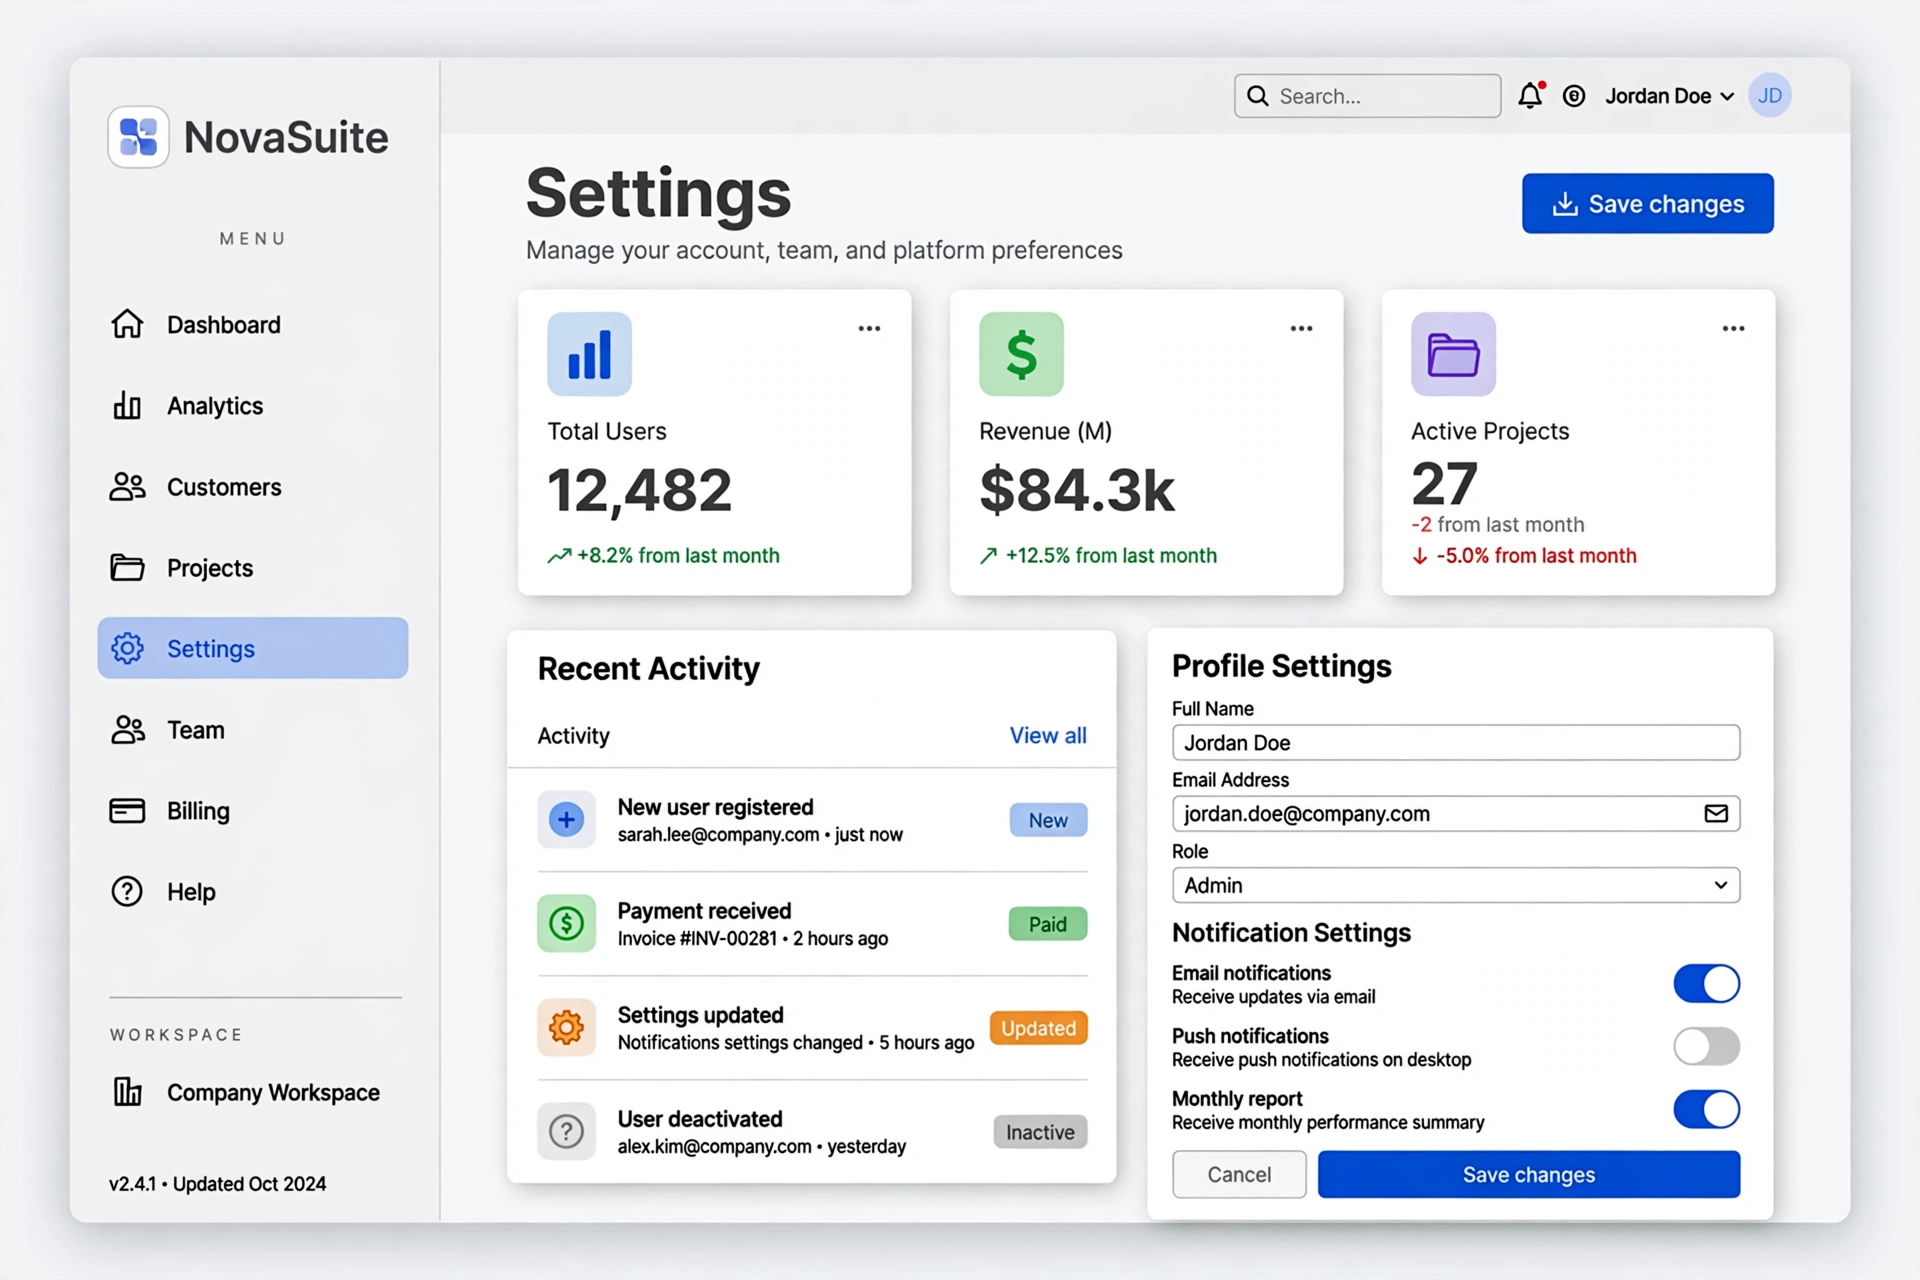 NovaSuite
MENU
Dashboard
Analytics
Customers
Projects
Settings
Team
Billing
Help
WORKSPACE
Company Workspace
v2.4.1 • Updated Oct 2024
Search...
Jordan Doe
JD
Settings
Manage your account, team, and platform preferences
Save changes
Total Users
12,482
+8.2% from last month
Revenue (M)
$84.3k
+12.5% from last month
Active Projects
27
-2 from last month
-5.0% from last month
Recent Activity
Activity
View all
New user registered
sarah.lee@company.com • just now
New
Payment received
Invoice #INV-00281 • 2 hours ago
Paid
Settings updated
Notifications settings changed • 5 hours ago
Updated
User deactivated
alex.kim@company.com • yesterday
Inactive
Profile Settings
Full Name
Jordan Doe
Email Address
jordan.doe@company.com
Role
Admin
Notification Settings
Email notifications
Receive updates via email
Push notifications
Receive push notifications on desktop
Monthly report
Receive monthly performance summary
Cancel
Save changes